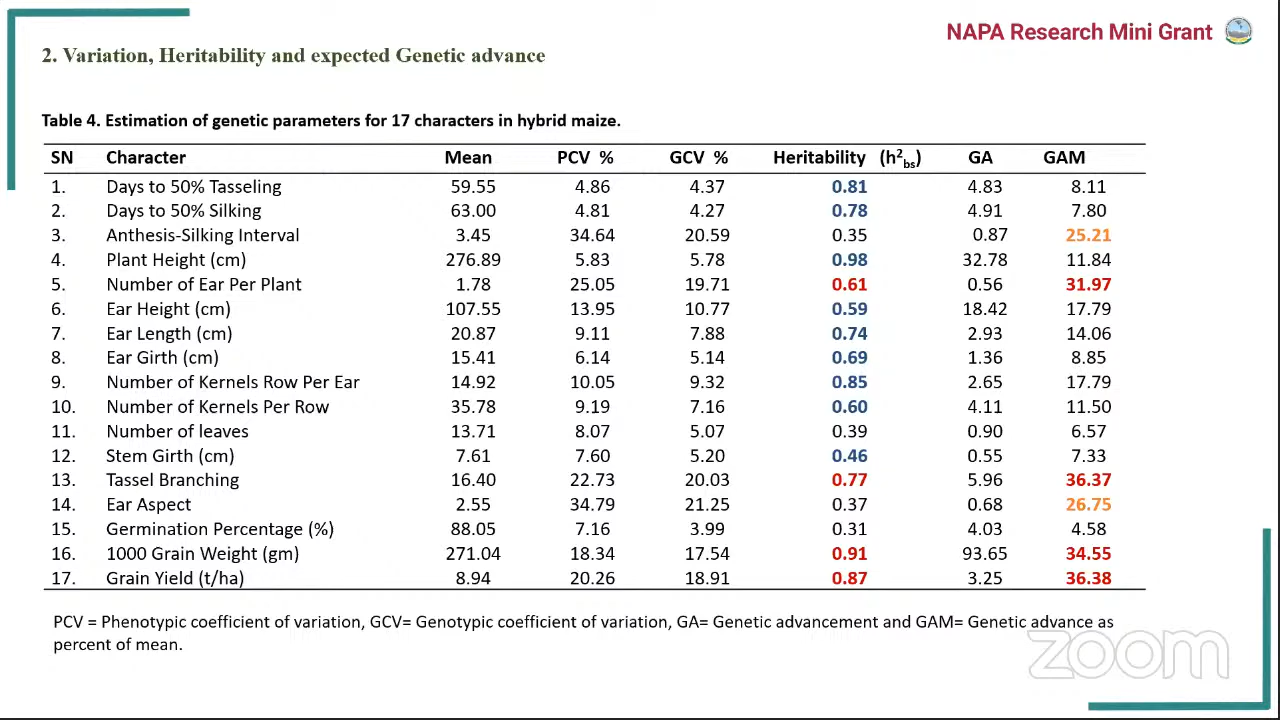 NAPA Research Mini Grant
2. Variation, Heritability and expected Genetic advance
Table 4. Estimation of genetic parameters for 17 characters in hybrid maize.
SN Character Mean PCV % GCV % Heritability (h²bs) GA GAM
1. Days to 50% Tasseling 59.55 4.86 4.37 0.81 4.83 8.11
2. Days to 50% Silking 63.00 4.81 4.27 0.78 4.91 7.80
3. Anthesis-Silking Interval 3.45 34.64 20.59 0.35 0.87 25.21
4. Plant Height (cm) 276.89 5.83 5.78 0.98 32.78 11.84
5. Number of Ear Per Plant 1.78 25.05 19.71 0.61 0.56 31.97
6. Ear Height (cm) 107.55 13.95 10.77 0.59 18.42 17.79
7. Ear Length (cm) 20.87 9.11 7.88 0.74 2.93 14.06
8. Ear Girth (cm) 15.41 6.14 5.14 0.69 1.36 8.85
9. Number of Kernels Row Per Ear 14.92 10.05 9.32 0.85 2.65 17.79
10. Number of Kernels Per Row 35.78 9.19 7.16 0.60 4.11 11.50
11. Number of leaves 13.71 8.07 5.07 0.39 0.90 6.57
12. Stem Girth (cm) 7.61 7.60 5.20 0.46 0.55 7.33
13. Tassel Branching 16.40 22.73 20.03 0.77 5.96 36.37
14. Ear Aspect 2.55 34.79 21.25 0.37 0.68 26.75
15. Germination Percentage (%) 88.05 7.16 3.99 0.31 4.03 4.58
16. 1000 Grain Weight (gm) 271.04 18.34 17.54 0.91 93.65 34.55
17. Grain Yield (t/ha) 8.94 20.26 18.91 0.87 3.25 36.38
PCV = Phenotypic coefficient of variation, GCV= Genotypic coefficient of variation, GA= Genetic advancement and GAM= Genetic advance as
percent of mean.
zoom